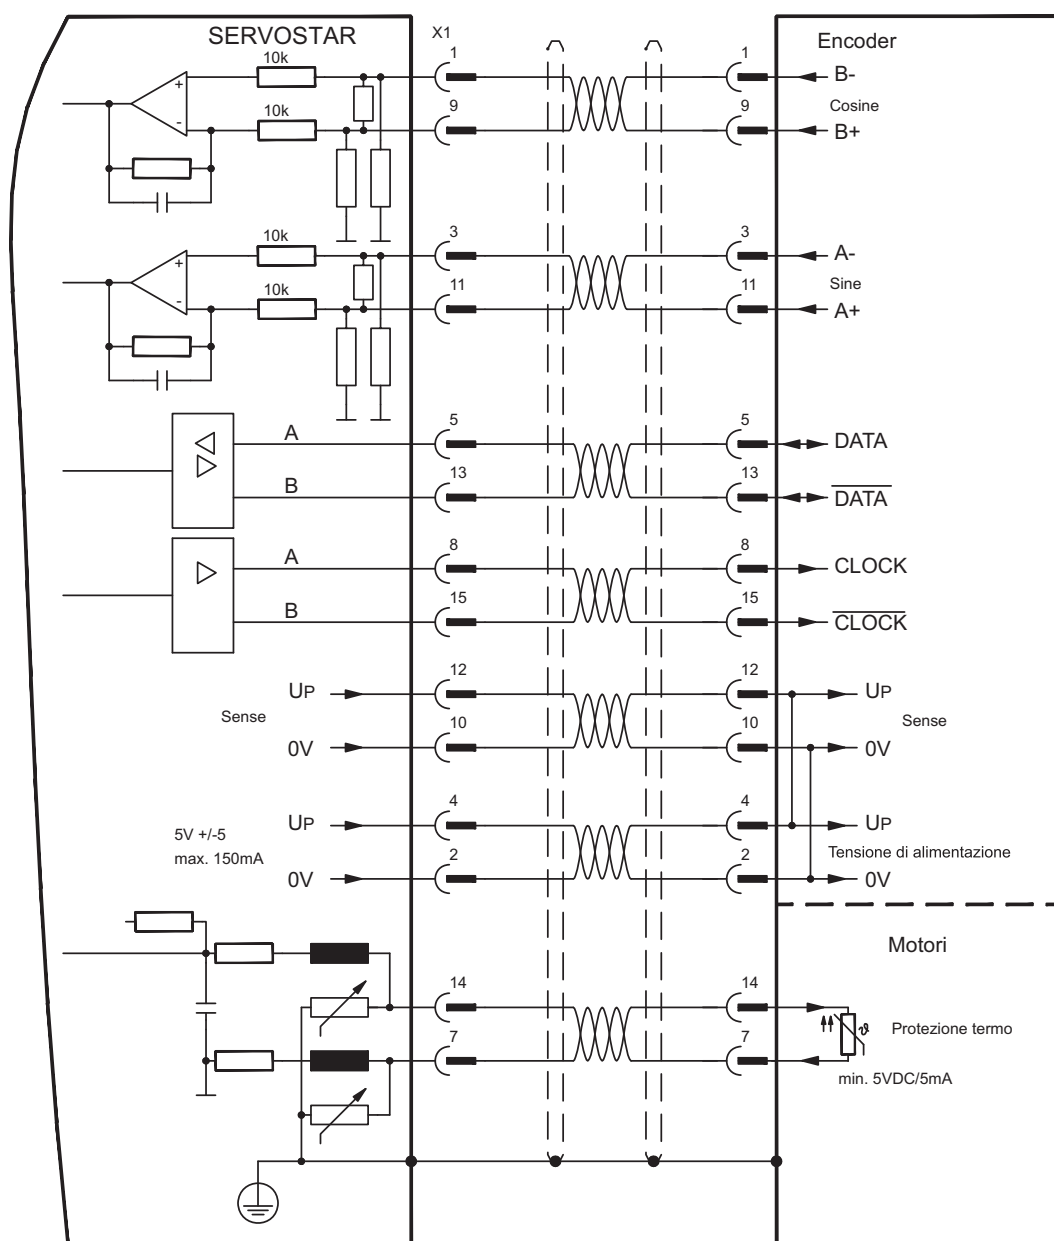 SERVOSTAR X1 Encoder
10k 1 1 B-
Cosine
10k 9 9 B+
10k 3 3 A-
Sine
10k 11 11 A+
A 5 5 DATA
B 13 13 DATA
A 8 8 CLOCK
B 15 15 CLOCK
UP 12 12 UP
Sense Sense
0V 10 10 0V
UP 4 4 UP
5V +/-5
max. 150mA Tensione di alimentazione
0V 2 2 0V
Motori
14 14
+ - + -
ϑ Protezione termo
7 7
min. 5VDC/5mA